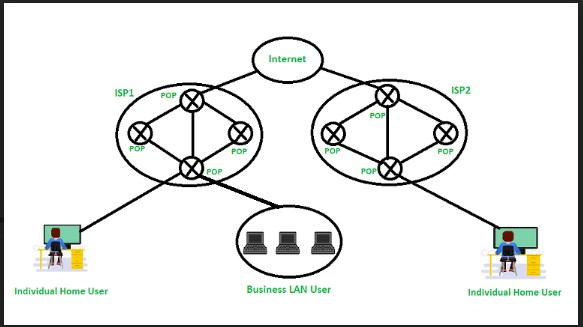 Internet
ISP1
POP
ISP2
POP
POP
POP
POP
POP
POP
POP
Individual Home User
Business LAN User
Individual Home User